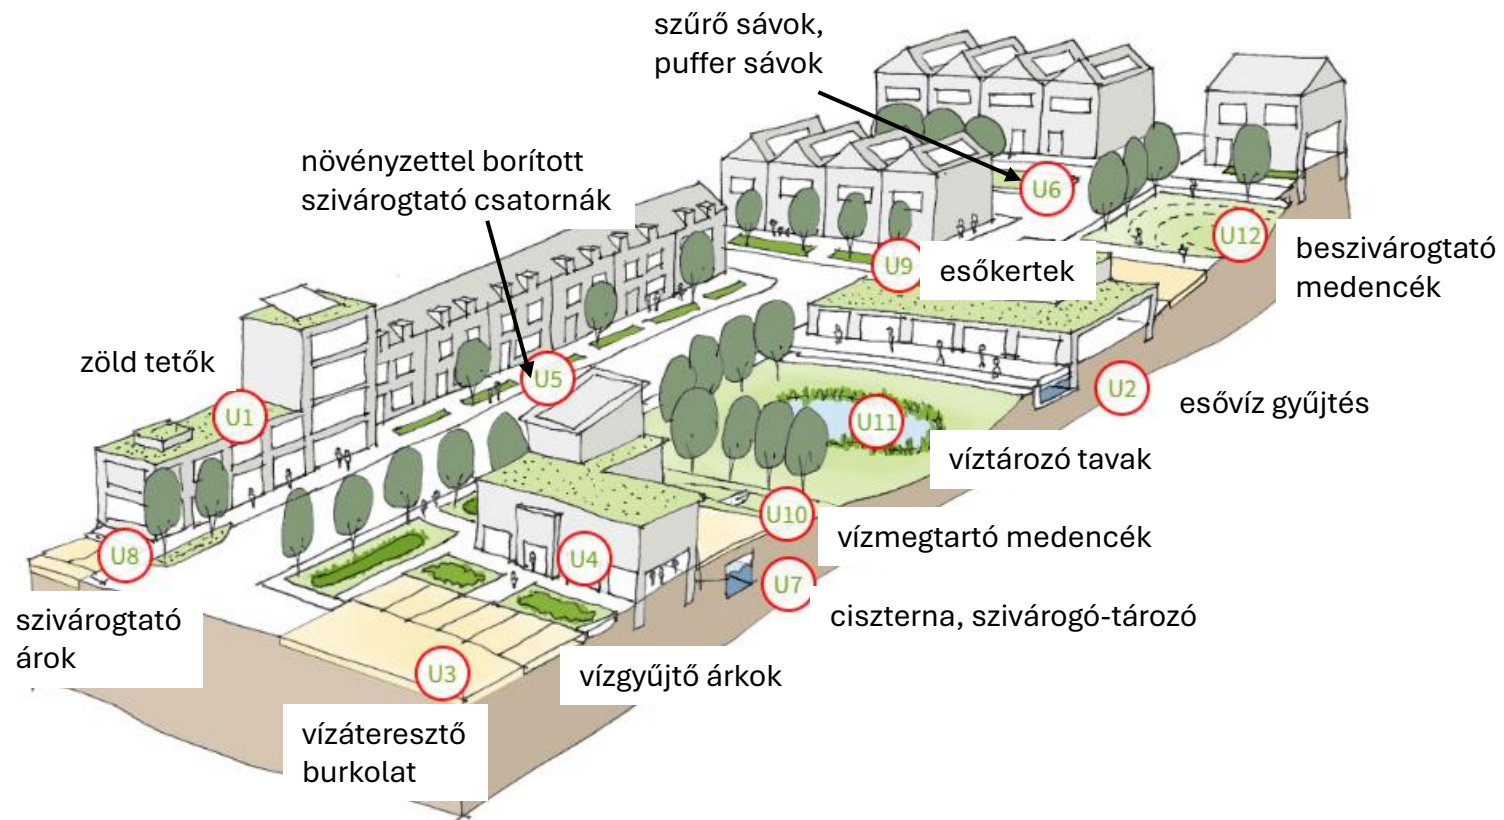 szűrő sávok,
puffer sávok
növényzettel borított
szivárogtató csatornák
U6
U12
beszivárogtató
medencék
U9
esőkertek
zöld tetők
U5
U2
esővíz gyűjtés
U1
U11
víztározó tavak
U10
vízmegtartó medencék
U8
U4
U7
ciszterna, szivárogó-tározó
szivárogtató
árok
U3
vízgyűjtő árkok
vízáteresztő
burkolat